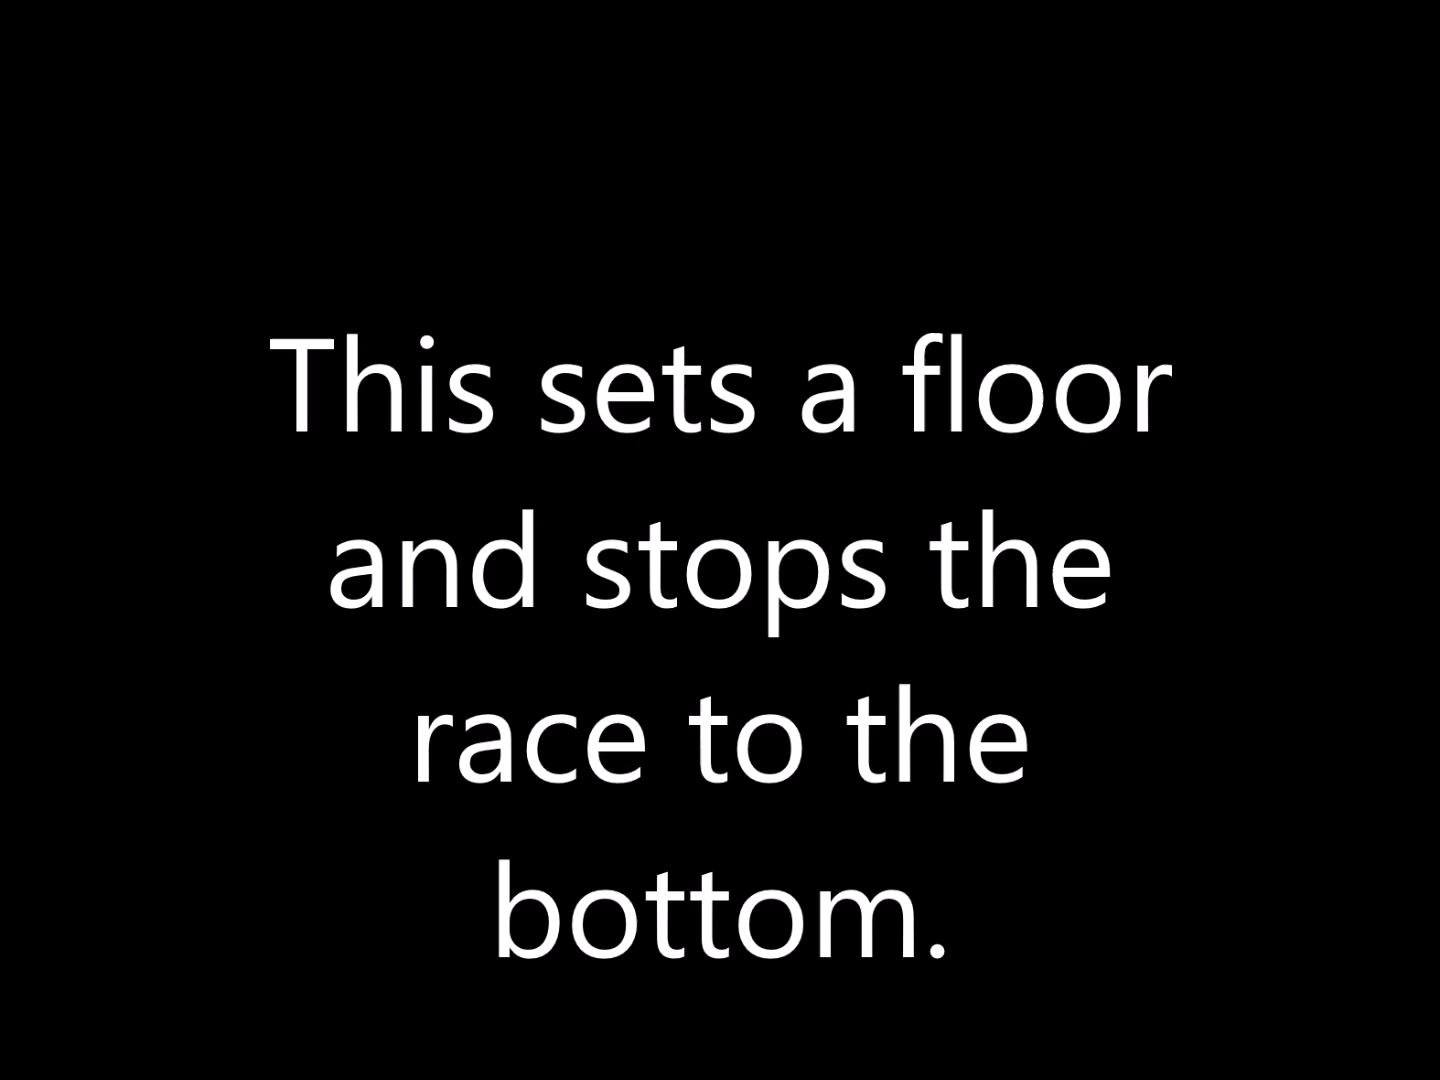 This sets a floor
and stops the
race to the
bottom.